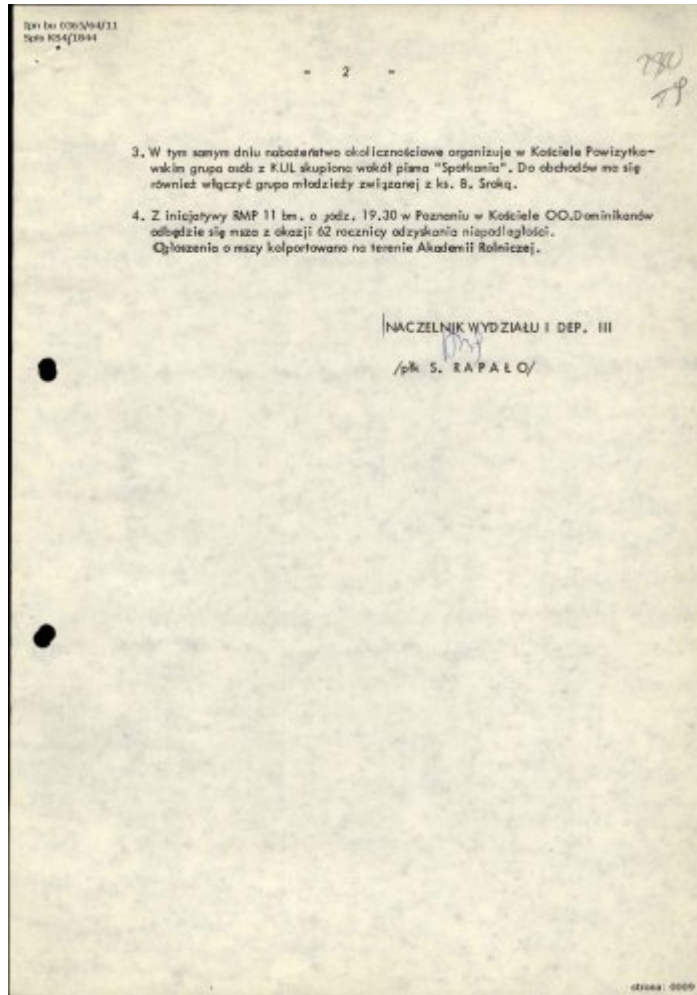 Ipn bu 0365/64/11
Spis K34/1844
- 2 -
3. W tym samym dniu nabożeństwo okolicznościowe organizuje w Kościele Powizytko-
wskim grupa osób z KUL skupiona wokół pisma "Spotkania". Do obchodów ma się
również włączyć grupa młodzieży związanej z ks. B. Sroką.
4. Z inicjatywy RMP 11 bm. o godz. 19.30 w Poznaniu w Kościele OO.Dominikanów
odbędzie się msza z okazji 62 rocznicy odzyskania niepodległości.
Ogłoszenia o mszy kolportowano na terenie Akademii Rolniczej.
NACZELNIK WYDZIAŁU I DEP. III
/płk S. RAPAŁO/
strona: 0009